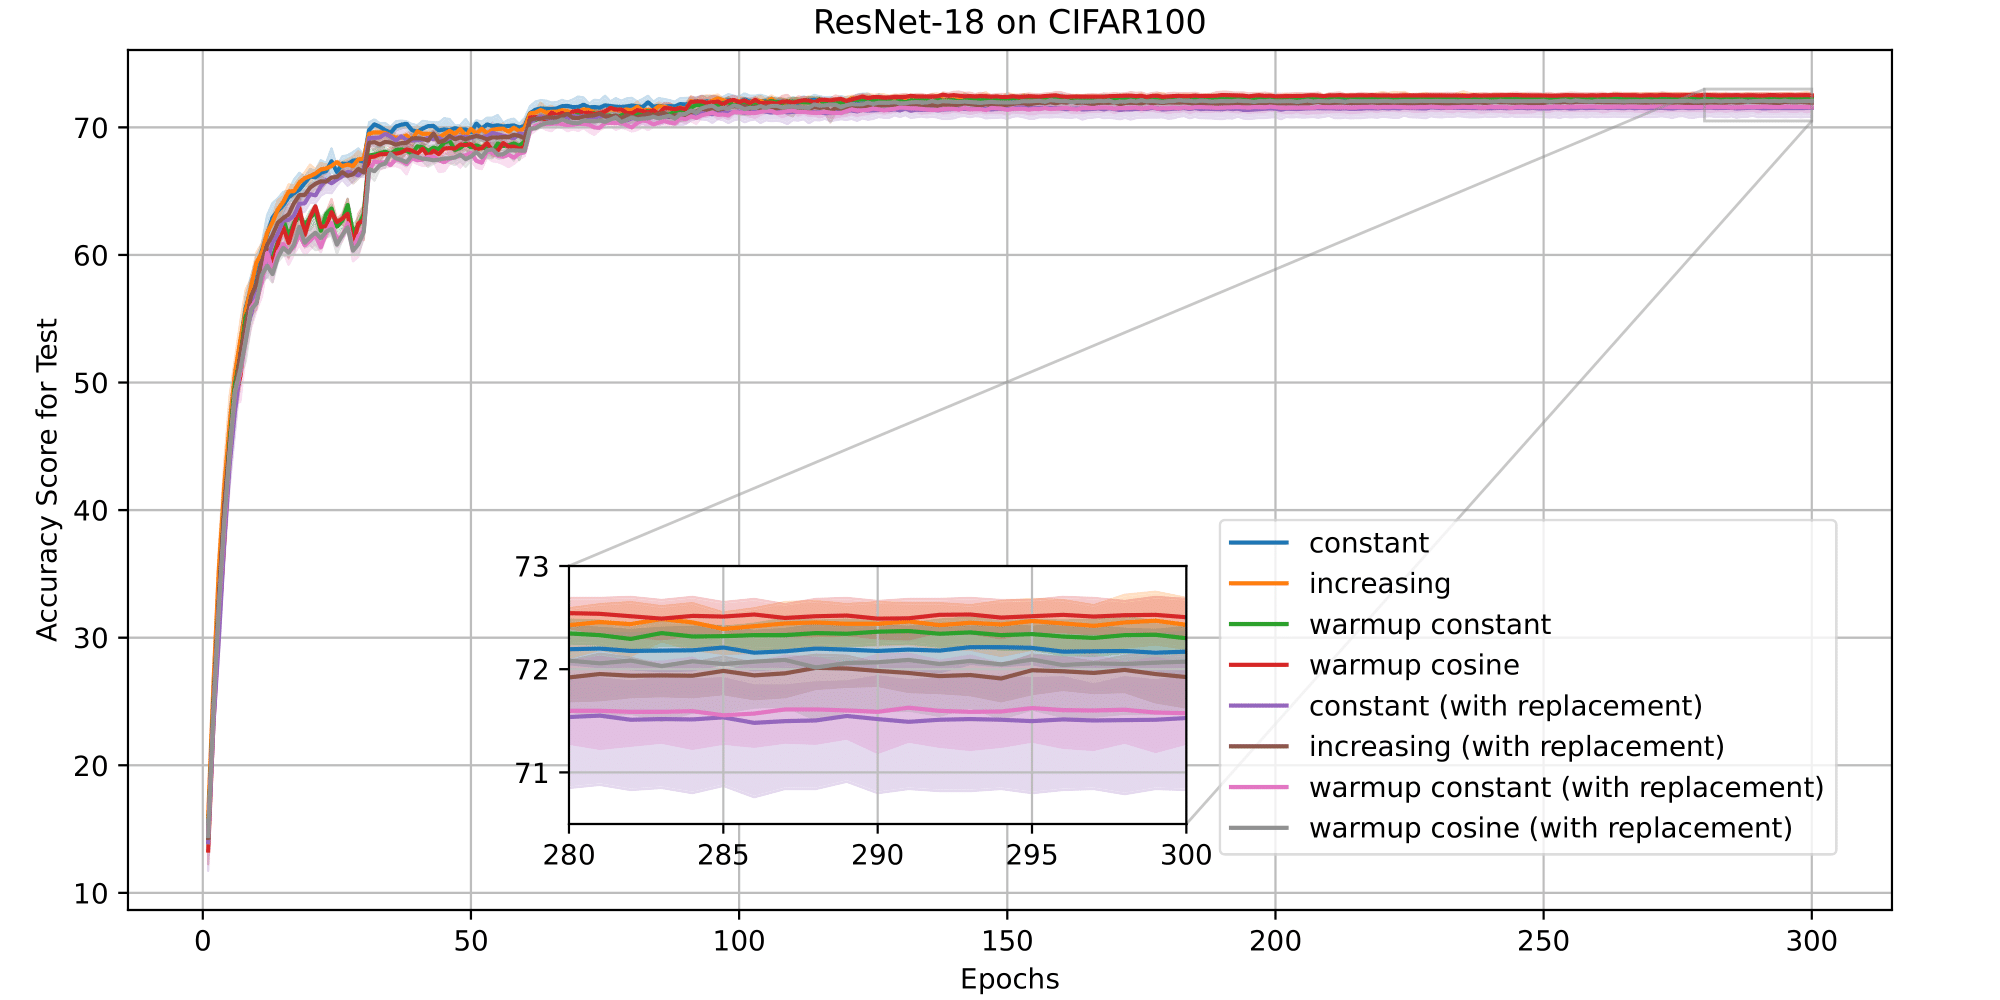 ResNet-18 on CIFAR100
Accuracy Score for Test
70
60
50
40
30
20
10
73
72
71
280 285 290 295 300
constant
increasing
warmup constant
warmup cosine
constant (with replacement)
increasing (with replacement)
warmup constant (with replacement)
warmup cosine (with replacement)
0 50 100 150 200 250 300
Epochs